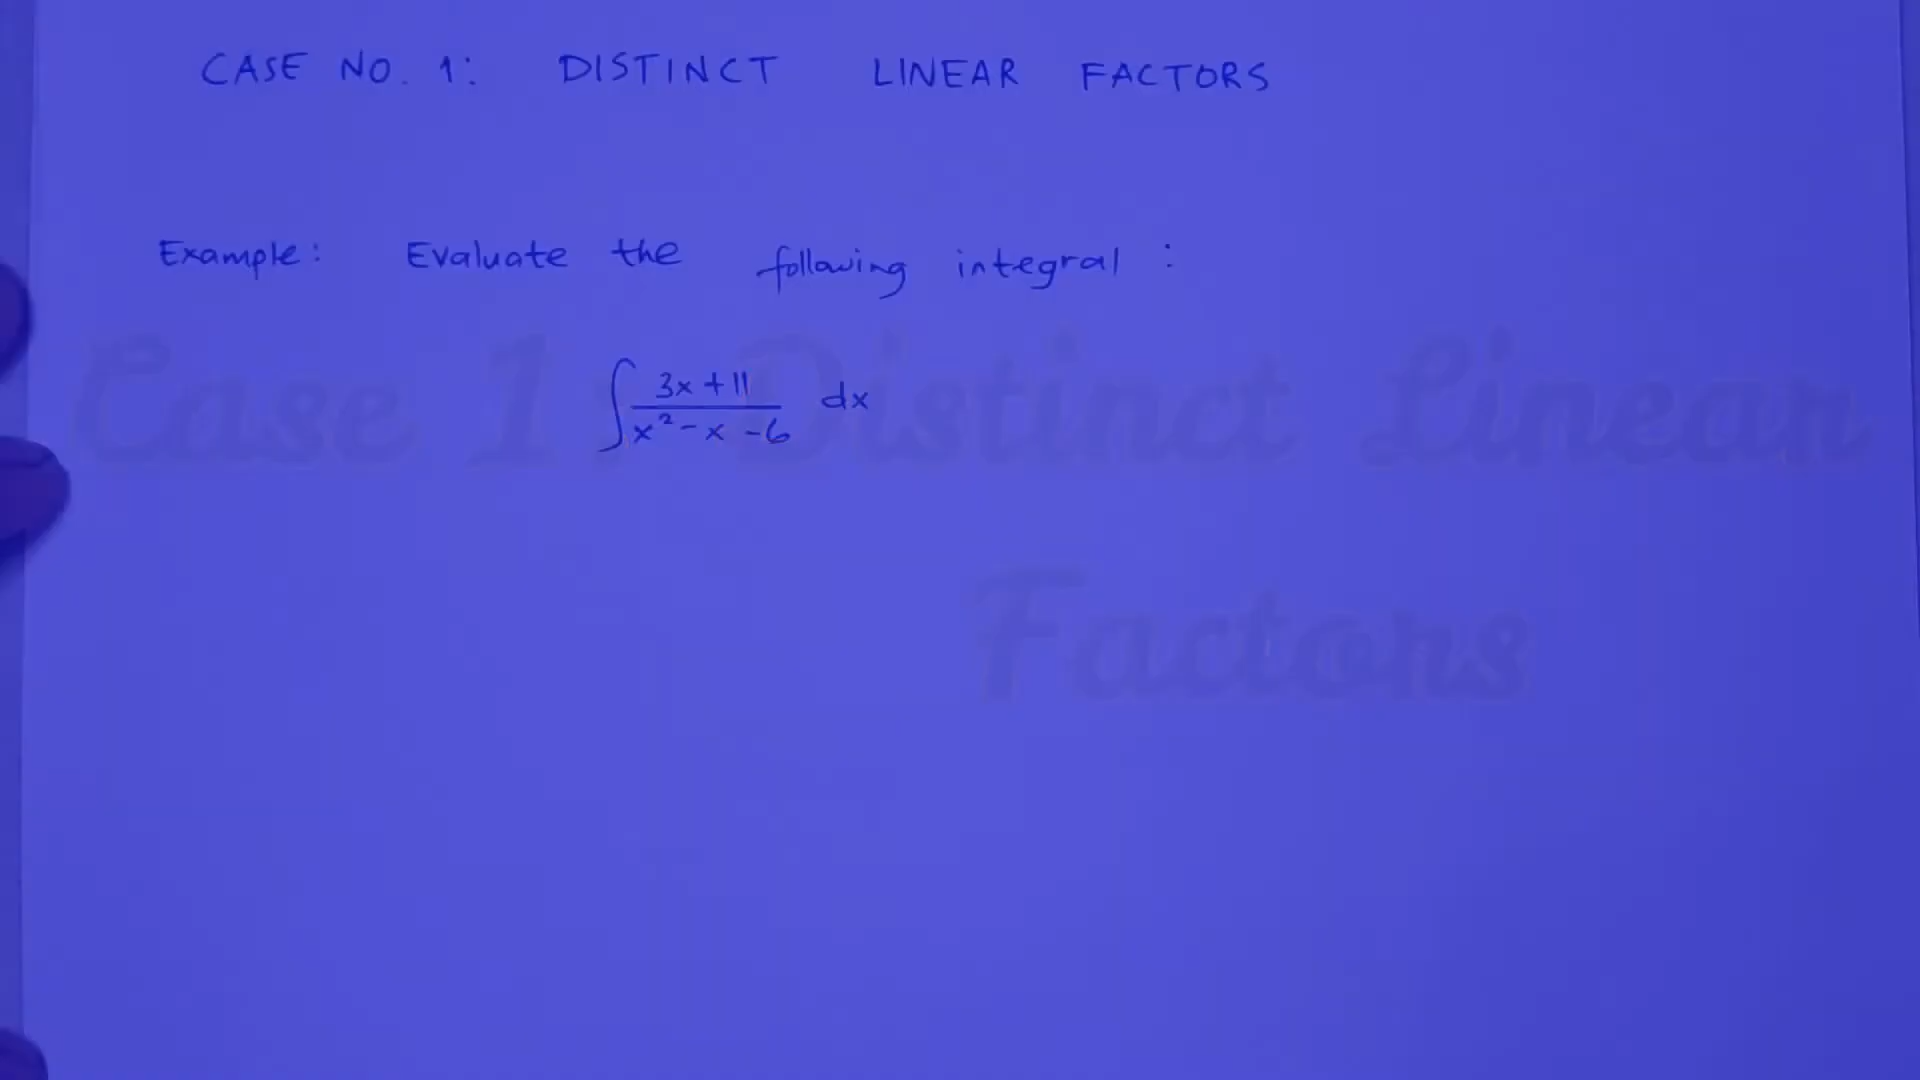 CASE NO. 1: DISTINCT LINEAR FACTORS
Example: Evaluate the following integral:
∫ (3x + 11)/(x² - x - 6) dx
Case 1: Distinct Linear
Factors